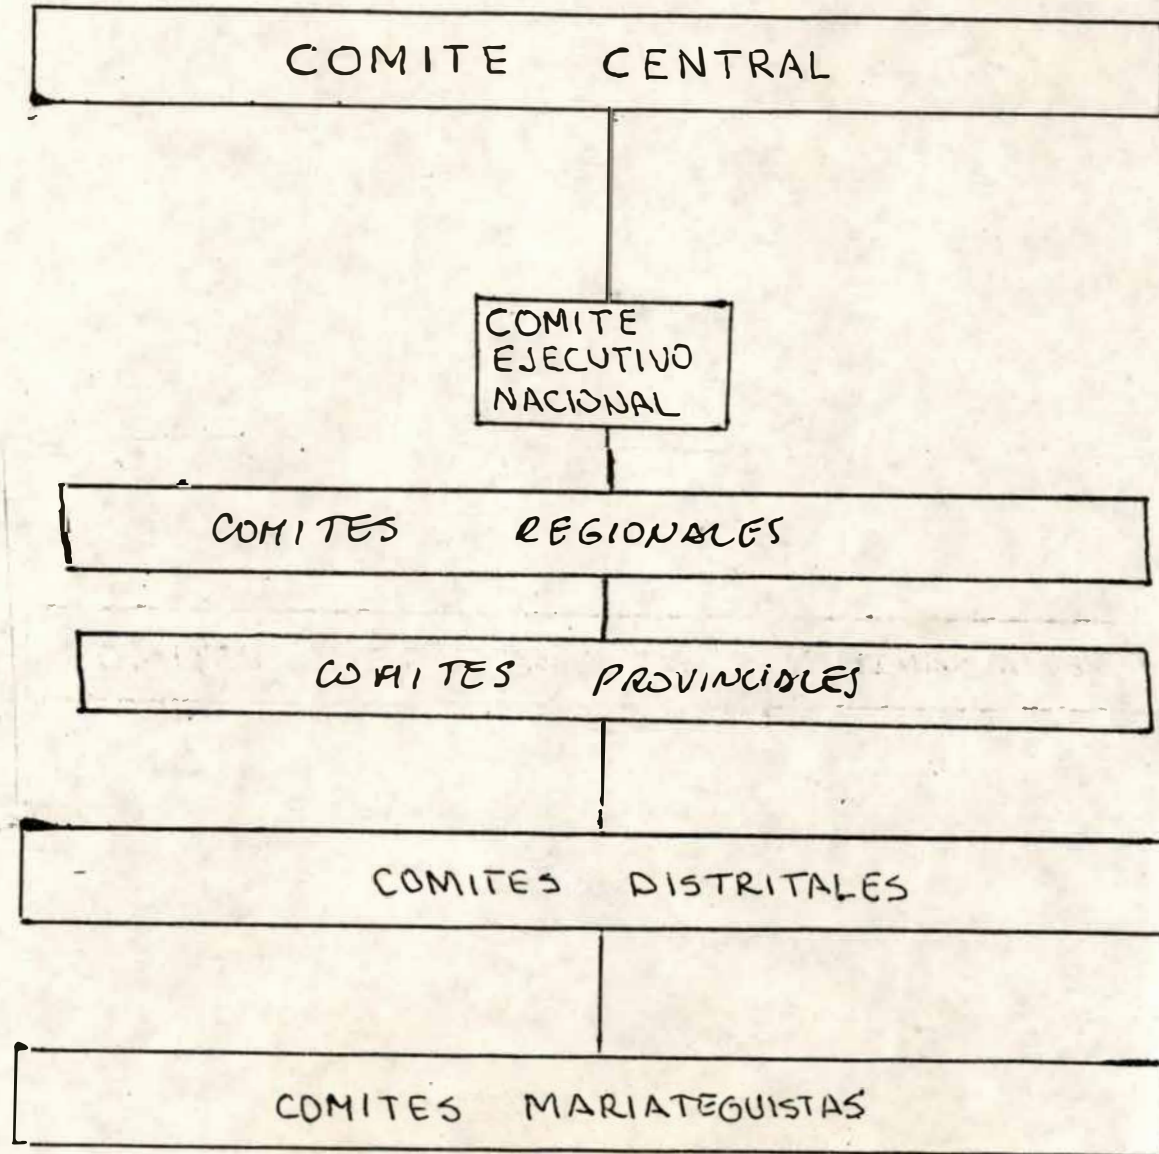 COMITE CENTRAL
COMITE
EJECUTIVO
NACIONAL
COMITES REGIONALES
COMITES PROVINCIALES
COMITES DISTRITALES
COMITES MARIATEGUISTAS